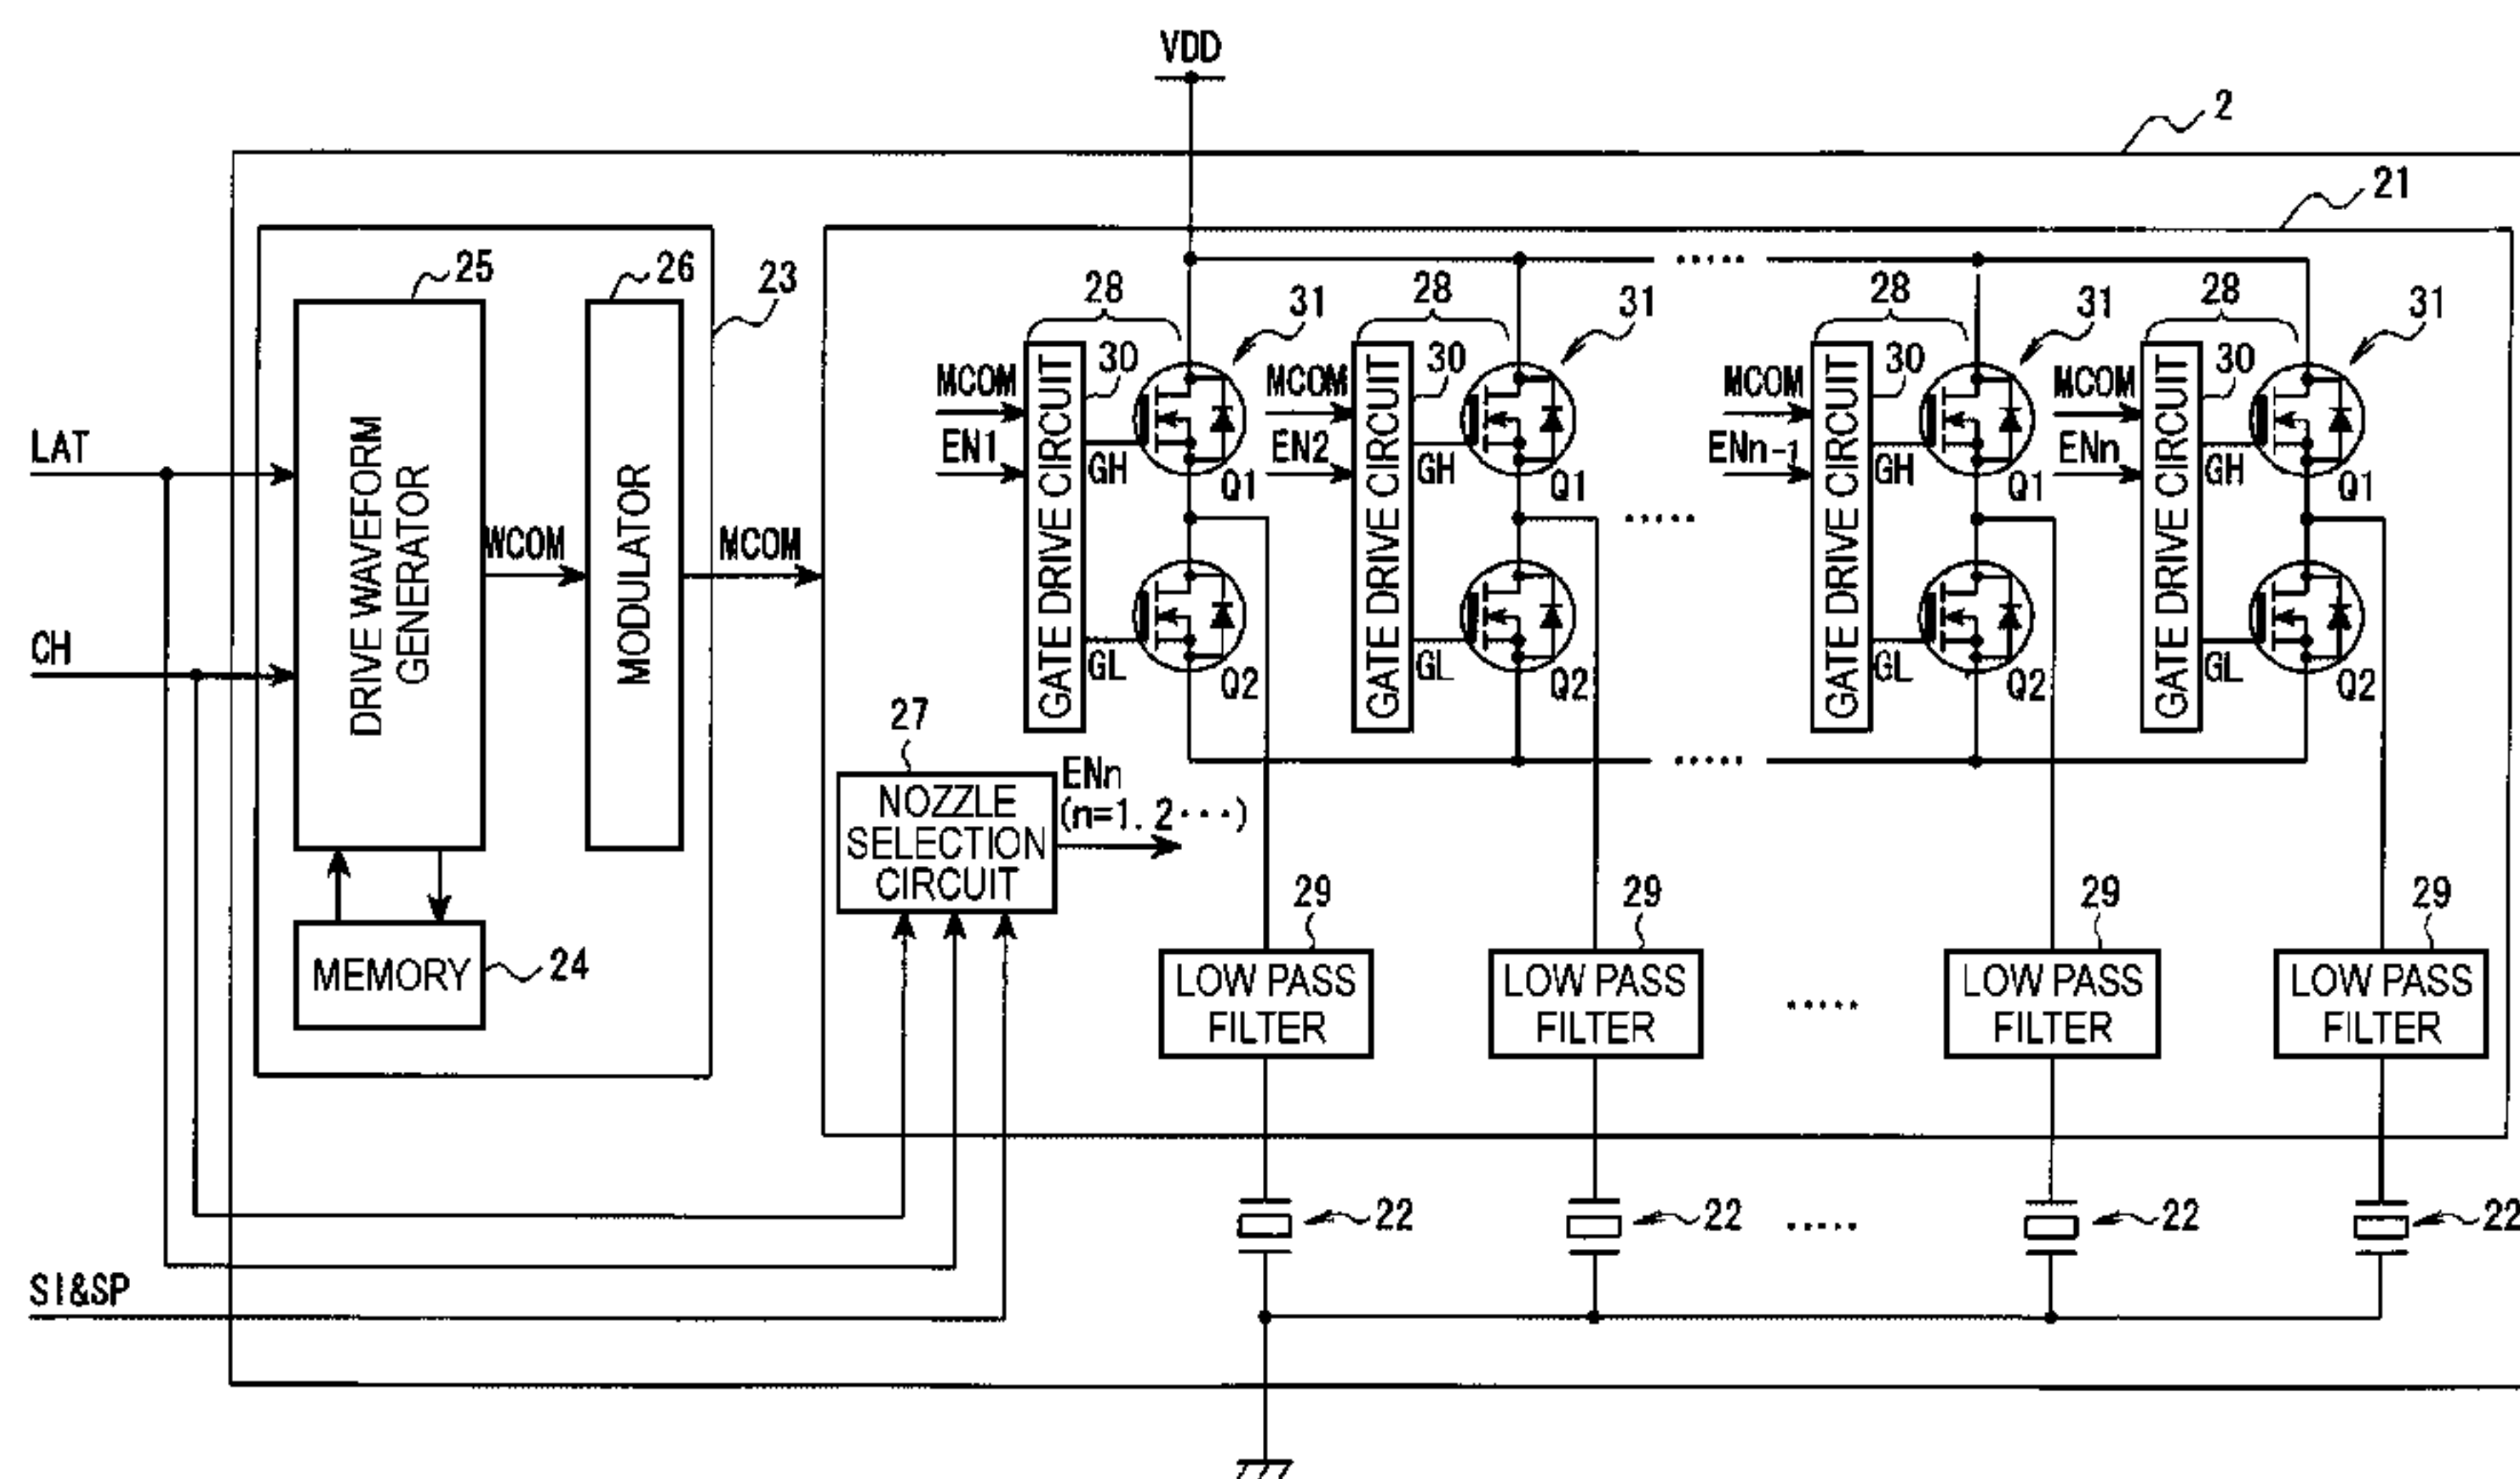 VDD
2
21
25
26
23
28
31
28
31
28
31
28
31
30
30
30
30
MCOM
MCOM
MCOM
MCOM
EN1
EN2
ENn-1
ENn
GATE DRIVE CIRCUIT
GATE DRIVE CIRCUIT
GATE DRIVE CIRCUIT
GATE DRIVE CIRCUIT
GH
Q1
GH
Q1
GH
Q1
GH
Q1
.....
.....
LAT
DRIVE WAVEFORM
GENERATOR
WCOM
MODULATOR
MCOM
CH
GL
Q2
GL
Q2
GL
Q2
GL
Q2
.....
27
NOZZLE
SELECTION
CIRCUIT
ENn
(n=1.2···)
MEMORY
24
29
29
29
29
LOW PASS
FILTER
LOW PASS
FILTER
.....
LOW PASS
FILTER
LOW PASS
FILTER
22
22
.....
22
22
SI&SP